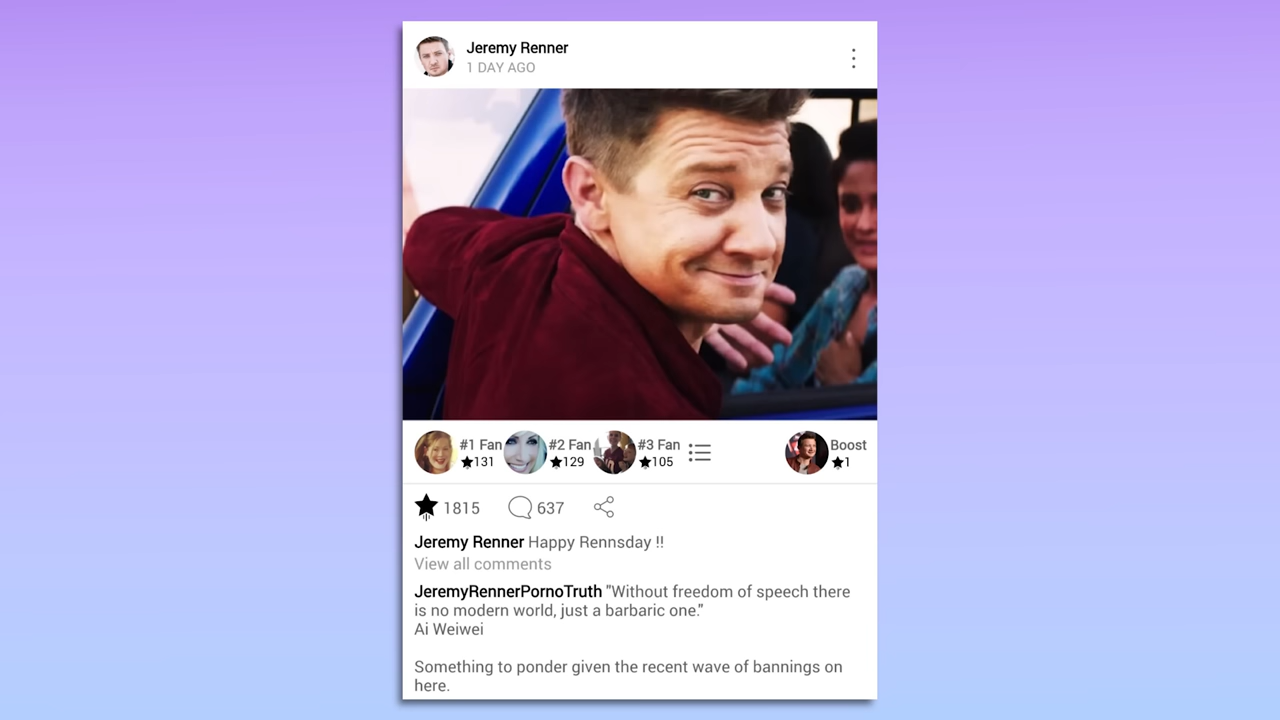 Jeremy Renner
1 DAY AGO
#1 Fan
131
#2 Fan
129
#3 Fan
105
Boost
1
1815
637
Jeremy Renner Happy Rennsday !!
View all comments
JeremyRennerPornoTruth "Without freedom of speech there
is no modern world, just a barbaric one."
Ai Weiwei
Something to ponder given the recent wave of bannings on
here.